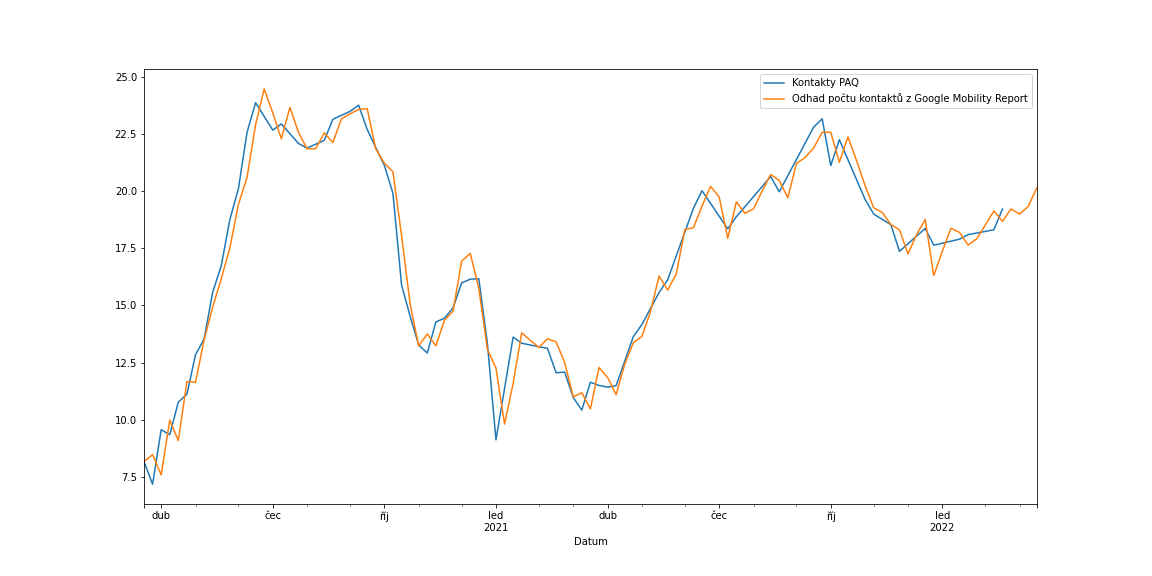 25.0
22.5
20.0
17.5
15.0
12.5
10.0
7.5
Kontakty PAQ
Odhad počtu kontaktů z Google Mobility Report
dub čec říj led dub čec říj led
2021 2022
Datum